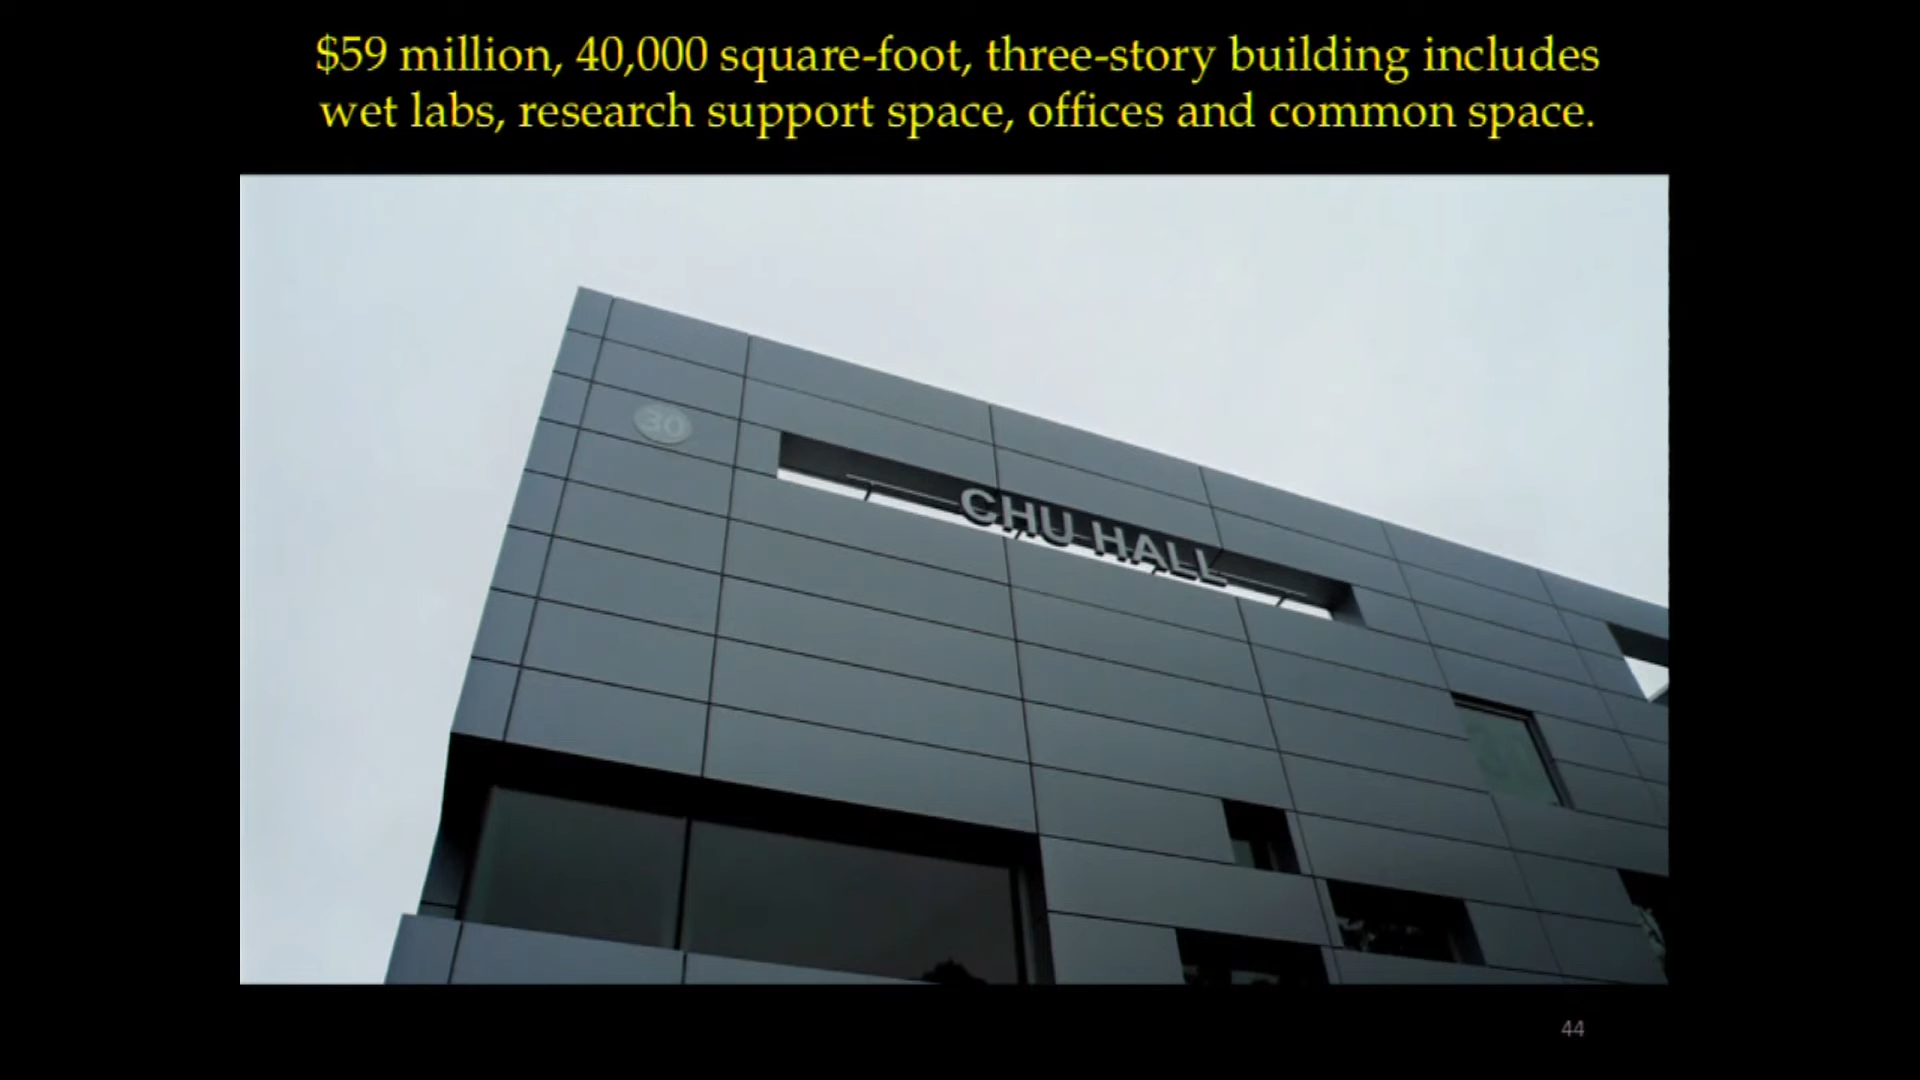 $59 million, 40,000 square-foot, three-story building includes
wet labs, research support space, offices and common space.
30
CHU HALL
30
44